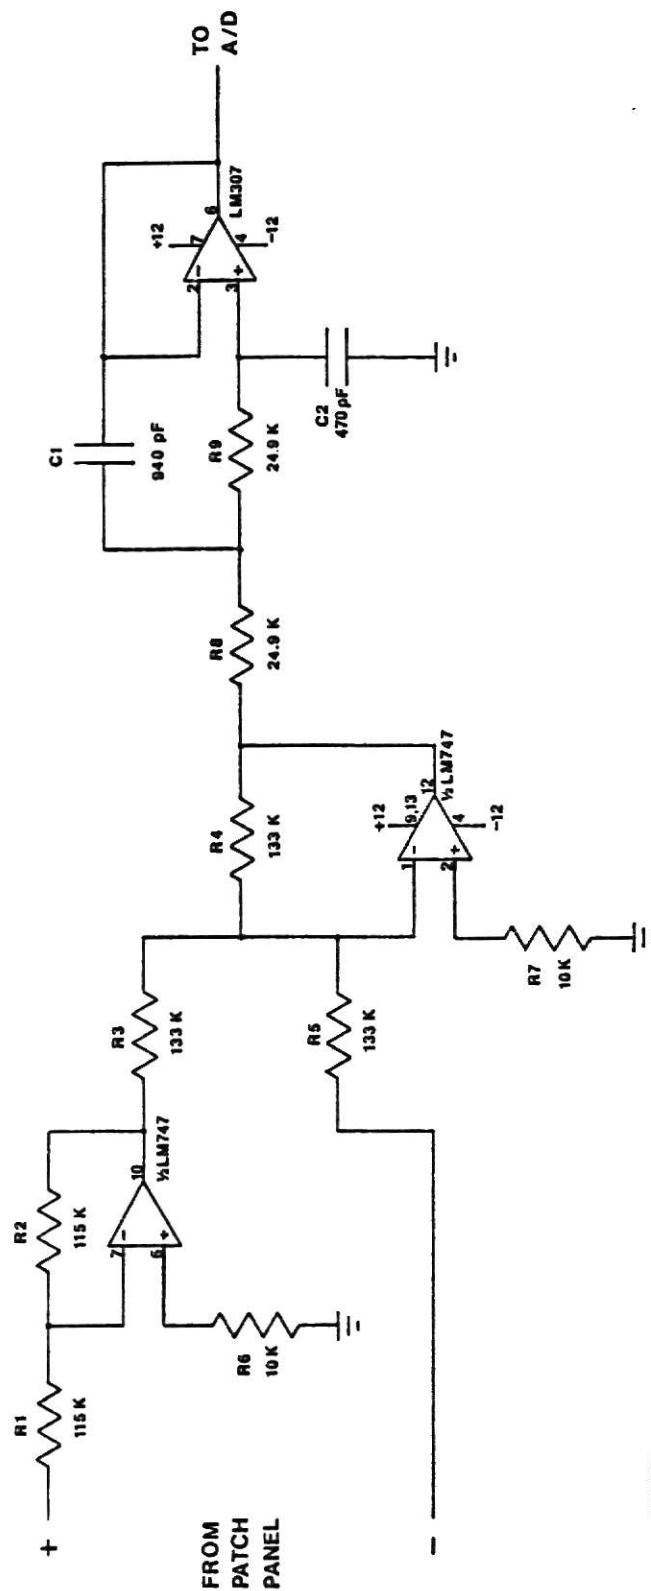 +
FROM
PATCH
PANEL
-
R1
115 K
R2
115 K
7
-
6
+
10
½LM747
R6
10K
R3
133 K
R5
133 K
R4
133 K
1
-
2
+
+12
9,13
12
½LM747
4
-12
R7
10K
R8
24.9 K
C1
940 pF
R9
24.9 K
C2
470 pF
2
-
3
+
+12
7
6
LM307
4
-12
TO
A/D